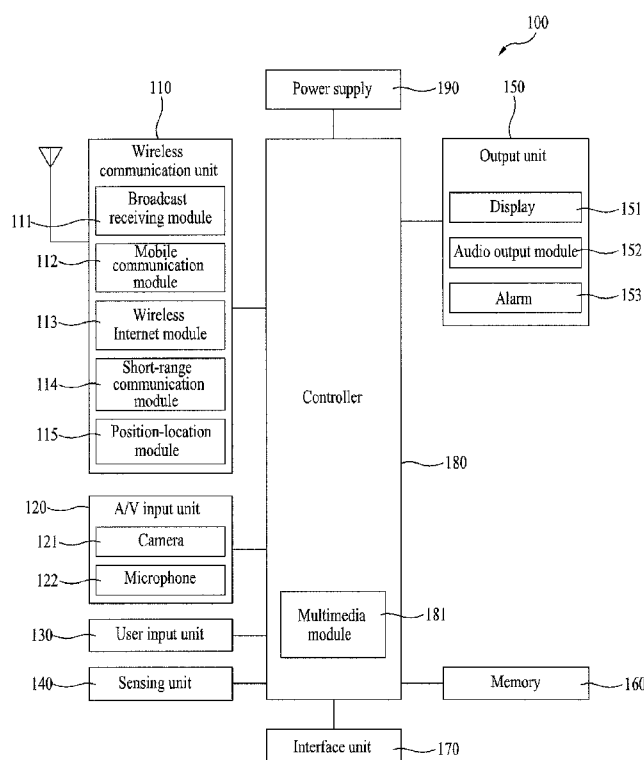 100
Power supply
190
110
Wireless
communication unit
111
Broadcast
receiving module
112
Mobile
communication
module
113
Wireless
Internet module
114
Short-range
communication
module
115
Position-location
module
120
A/V input unit
121
Camera
122
Microphone
130
User input unit
140
Sensing unit
Controller
180
Multimedia
module
181
150
Output unit
Display
151
Audio output module
152
Alarm
153
Memory
160
Interface unit
170